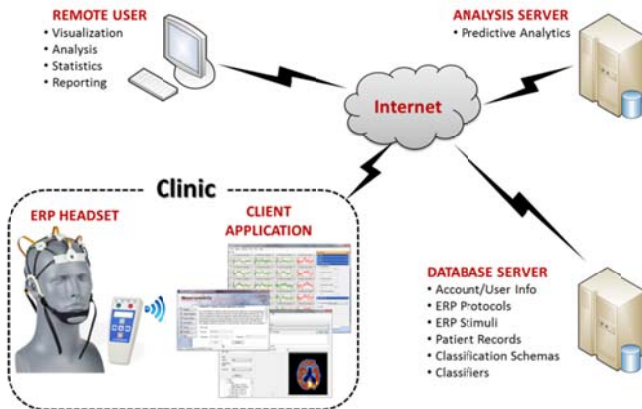 REMOTE USER
• Visualization
• Analysis
• Statistics
• Reporting
ANALYSIS SERVER
• Predictive Analytics
Internet
Clinic
ERP HEADSET
CLIENT
APPLICATION
DATABASE SERVER
• Account/User Info
• ERP Protocols
• ERP Stimuli
• Patient Records
• Classification Schemas
• Classifiers